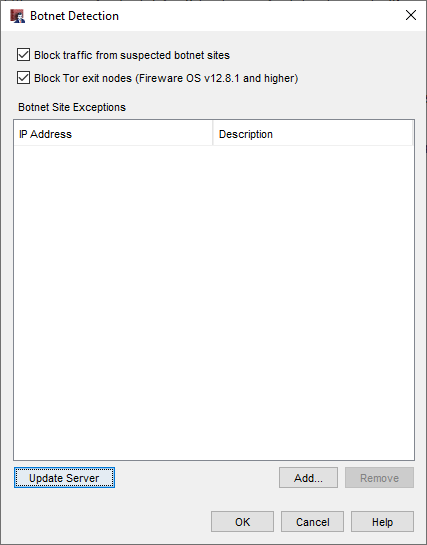 Botnet Detection
Block traffic from suspected botnet sites
Block Tor exit nodes (Fireware OS v12.8.1 and higher)
Botnet Site Exceptions
IP Address Description
Update Server Add... Remove
OK Cancel Help